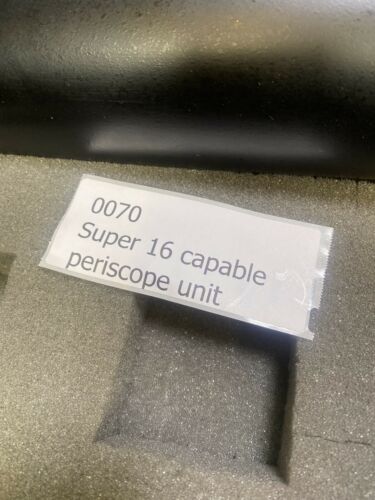 0070
Super 16 capable
periscope unit